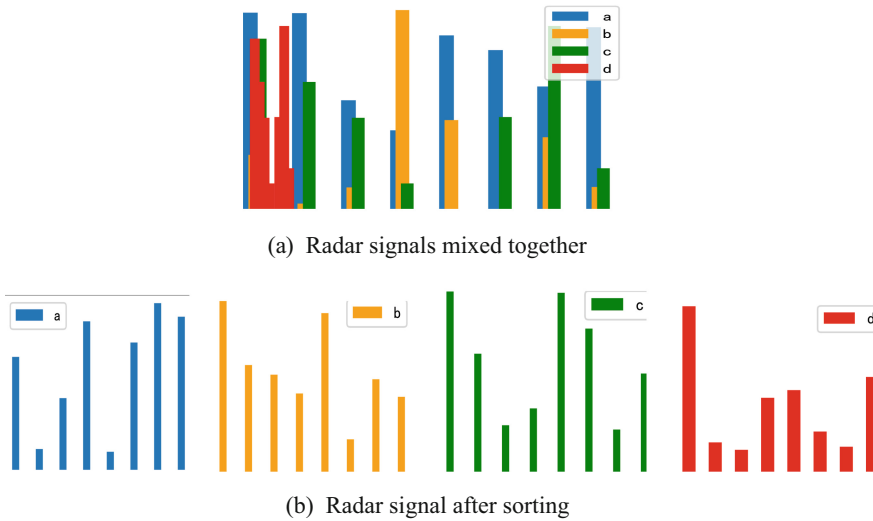 a
b
c
d
(a) Radar signals mixed together
a
b
c
d
(b) Radar signal after sorting